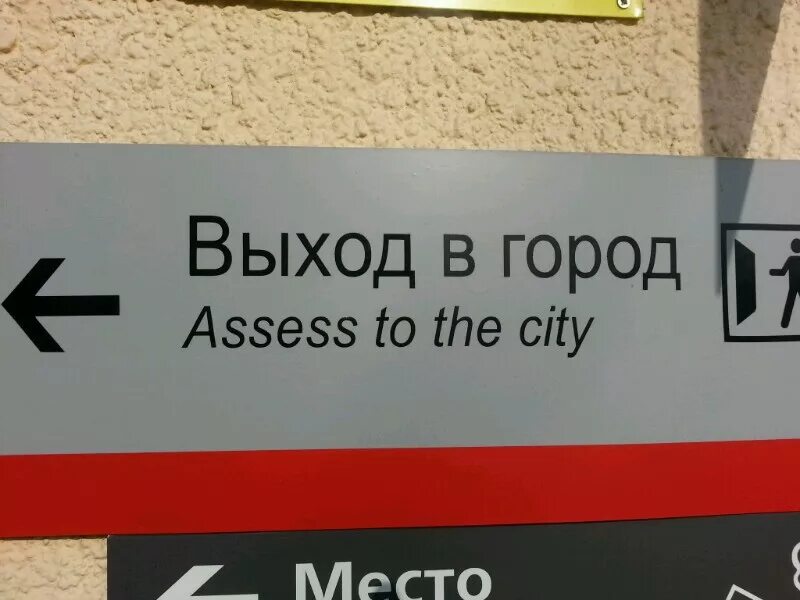 Выход в город
Assess to the city
Место